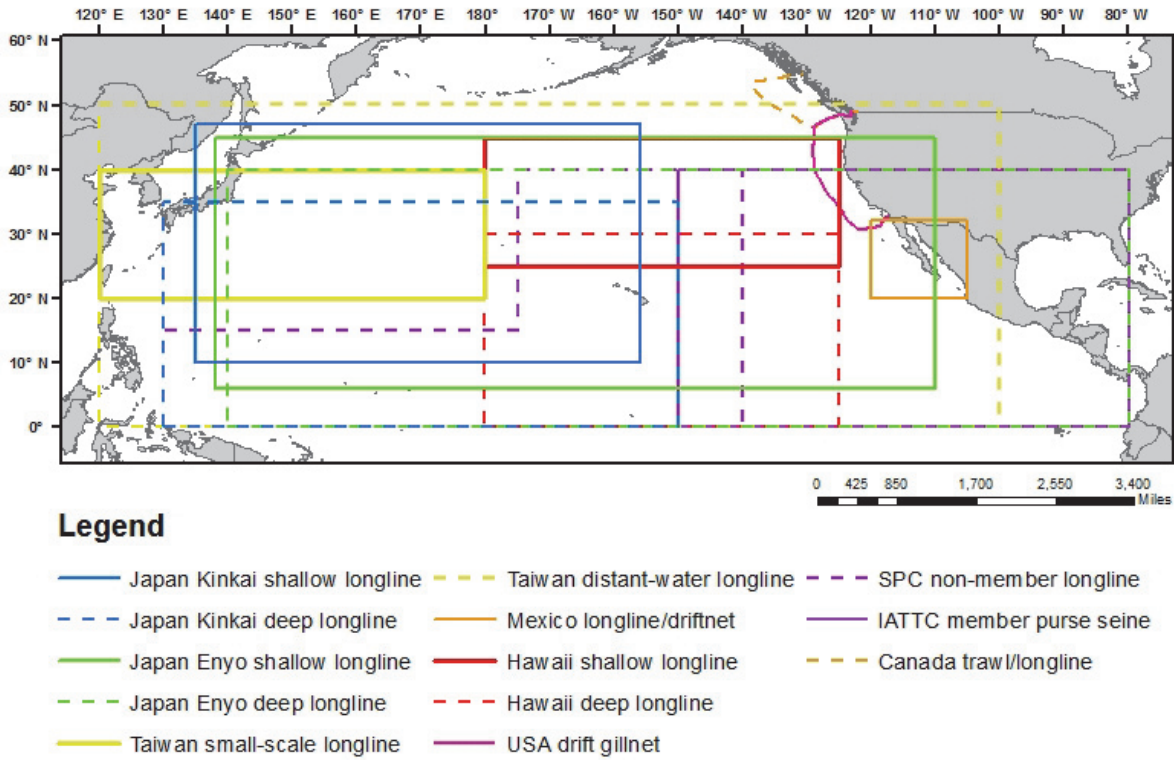 120° E 130° E 140° E 150° E 160° E 170° E 180° 170° W 160° W 150° W 140° W 130° W 120° W 110° W 100° W 90° W 80° W
60° N
50° N
40° N
30° N
20° N
10° N
0°
0 425 850 1,700 2,550 3,400
Miles
Legend
Japan Kinkai shallow longline
Japan Kinkai deep longline
Japan Enyo shallow longline
Japan Enyo deep longline
Taiwan small-scale longline
Taiwan distant-water longline
Mexico longline/driftnet
Hawaii shallow longline
Hawaii deep longline
USA drift gillnet
SPC non-member longline
IATTC member purse seine
Canada trawl/longline